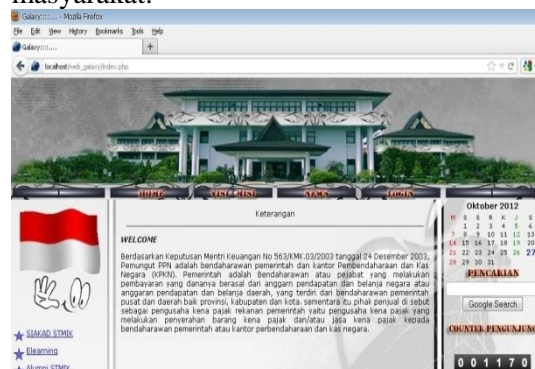 masyarakat.
Galaxy::::.... - Mozilla Firefox
File Edit View History Bookmarks Tools Help
Galaxy::::.... +
localhost/web_galaxy/index.php
HOME VISI - MISI NEWS LOGIN
Keterangan
WELCOME
Berdasarkan Keputusan Mentri Keuangan No 563/KMK.03/2003 tanggal 24 Desember 2003,
Pemungut PPN adalah bendaharawan pemerintah dan kantor Pembendaharaan dan Kas
Negara (KPKN). Pemerintah adalah Bendaharawan atau pejabat yang melakukan
pembayaran yang dananya berasal dari anggaran pendapatan dan belanja negara atau
anggaran pendapatan dan belanja daerah, yang terdiri dari bendaharawan pemerintah
pusat dan daerah baik provinsi, kabupaten dan kota. sementara itu pihak penjual di sebut
sebagai pengusaha kena pajak rekanan pemerintah yaitu pengusaha kena pajak yang
melakukan penyerahan barang kena pajak dan/atau jasa kena pajak kepada
bendaharawan pemerintah atau kantor perbendaharaan dan kas negara.
SIAKAD STMIK
Elearning
Alumni STMIK
Oktober 2012
M S S R K J S
1 2 3 4 5 6
7 8 9 10 11 12 13
14 15 16 17 18 19 20
21 22 23 24 25 26 27
28 29 30 31
PENCARIAN
Google Search
COUNTER PENGUNJUNG
001170